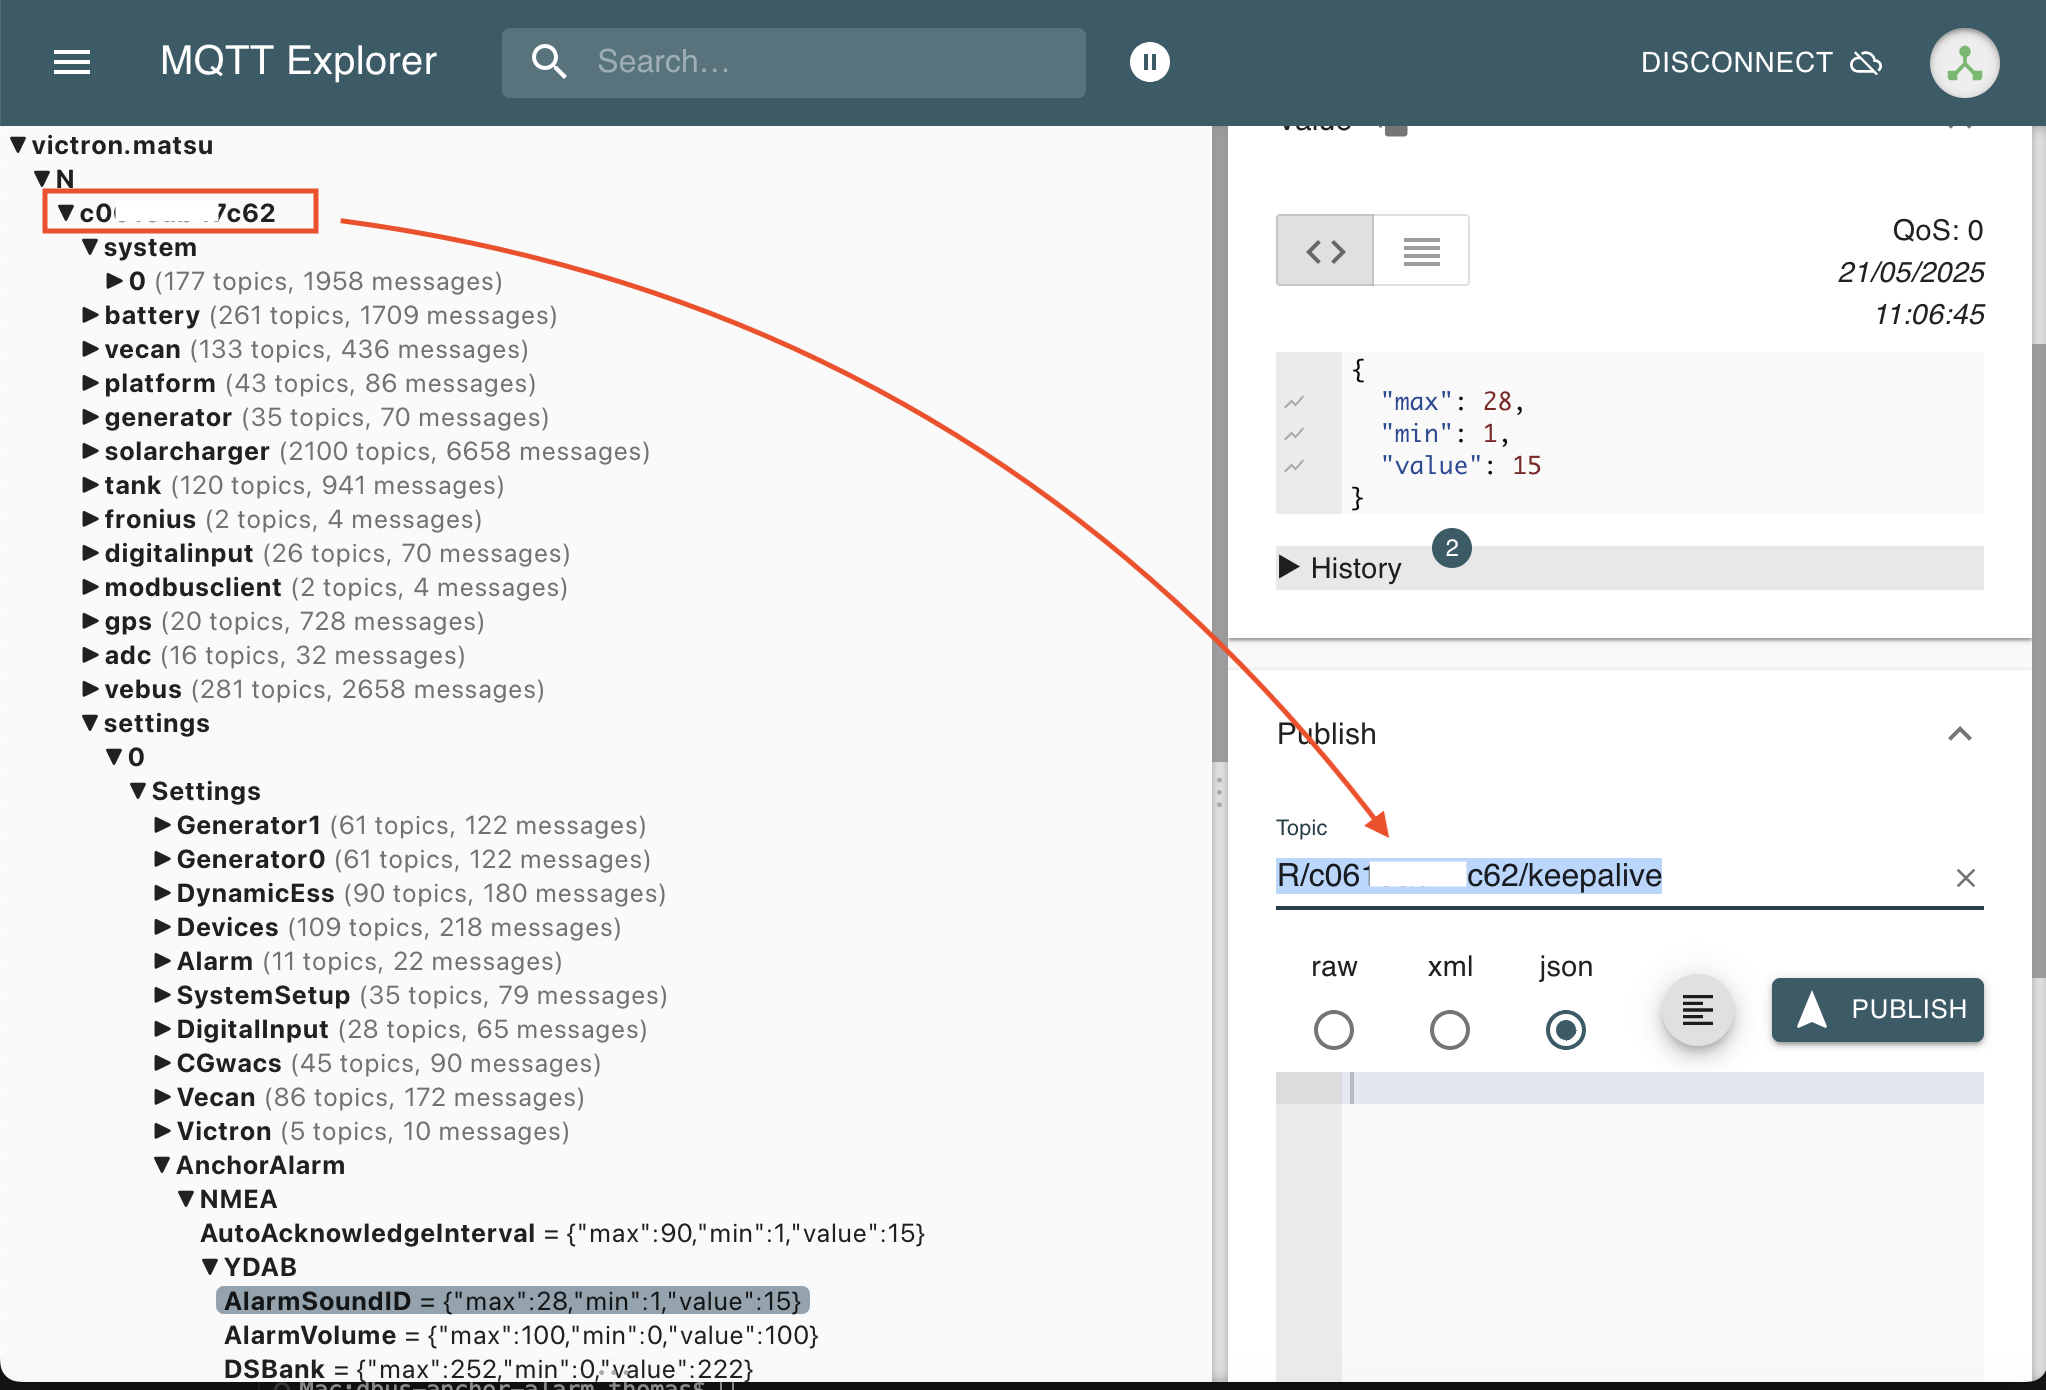 MQTT Explorer
Search...
DISCONNECT
victron.matsu
N
c0 7c62
system
0 (177 topics, 1958 messages)
battery (261 topics, 1709 messages)
vecan (133 topics, 436 messages)
platform (43 topics, 86 messages)
generator (35 topics, 70 messages)
solarcharger (2100 topics, 6658 messages)
tank (120 topics, 941 messages)
fronius (2 topics, 4 messages)
digitalinput (26 topics, 70 messages)
modbusclient (2 topics, 4 messages)
gps (20 topics, 728 messages)
adc (16 topics, 32 messages)
vebus (281 topics, 2658 messages)
settings
0
Settings
Generator1 (61 topics, 122 messages)
Generator0 (61 topics, 122 messages)
DynamicEss (90 topics, 180 messages)
Devices (109 topics, 218 messages)
Alarm (11 topics, 22 messages)
SystemSetup (35 topics, 79 messages)
DigitalInput (28 topics, 65 messages)
CGwacs (45 topics, 90 messages)
Vecan (86 topics, 172 messages)
Victron (5 topics, 10 messages)
AnchorAlarm
NMEA
AutoAcknowledgeInterval = {"max":90,"min":1,"value":15}
YDAB
AlarmSoundID = {"max":28,"min":1,"value":15}
AlarmVolume = {"max":100,"min":0,"value":100}
DSBank = {"max":252,"min":0,"value":222}
Mac:dbus-anchor-alarm thomas$
Value
QoS: 0
21/05/2025
11:06:45
{
"max": 28,
"min": 1,
"value": 15
}
History
2
Publish
Topic
R/c061 c62/keepalive
raw xml json
PUBLISH